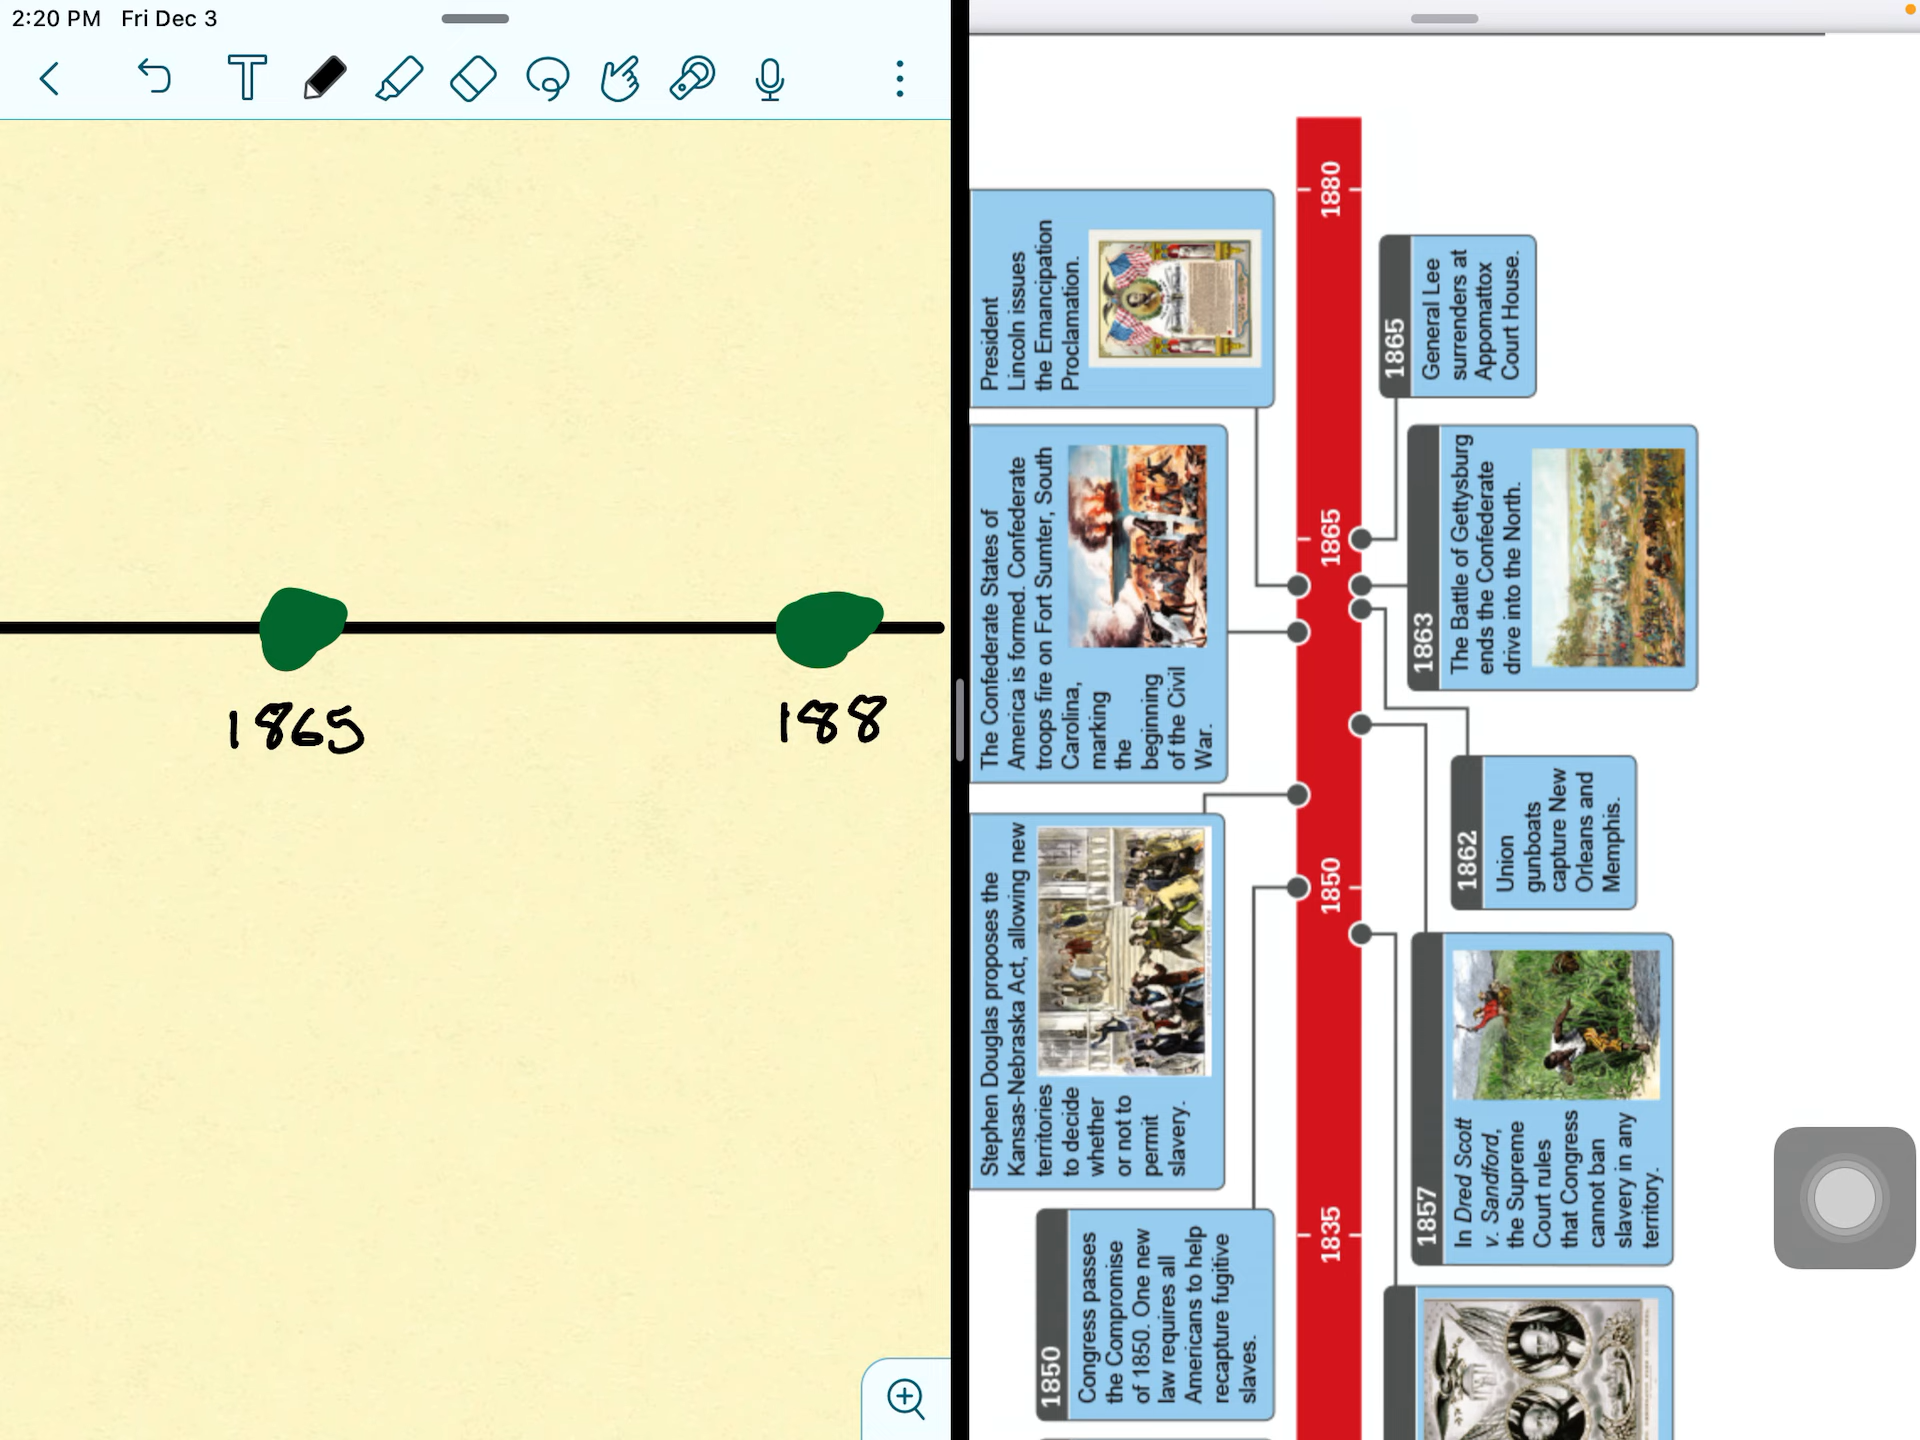 2:20 PM Fri Dec 3
T
1865
188
President
Lincoln issues
the Emancipation
Proclamation.
The Confederate States of
America is formed. Confederate
troops fire on Fort Sumter, South
Carolina,
marking
the
beginning
of the Civil
War.
Stephen Douglas proposes the
Kansas-Nebraska Act, allowing new
territories
to decide
whether
or not to
permit
slavery.
1850
Congress passes
the Compromise
of 1850. One new
law requires all
Americans to help
recapture fugitive
slaves.
1835
1850
1865
1880
1857
In Dred Scott
v. Sandford,
the Supreme
Court rules
that Congress
cannot ban
slavery in any
territory.
1862
Union
gunboats
capture New
Orleans and
Memphis.
1863
The Battle of Gettysburg
ends the Confederate
drive into the North.
1865
General Lee
surrenders at
Appomattox
Court House.